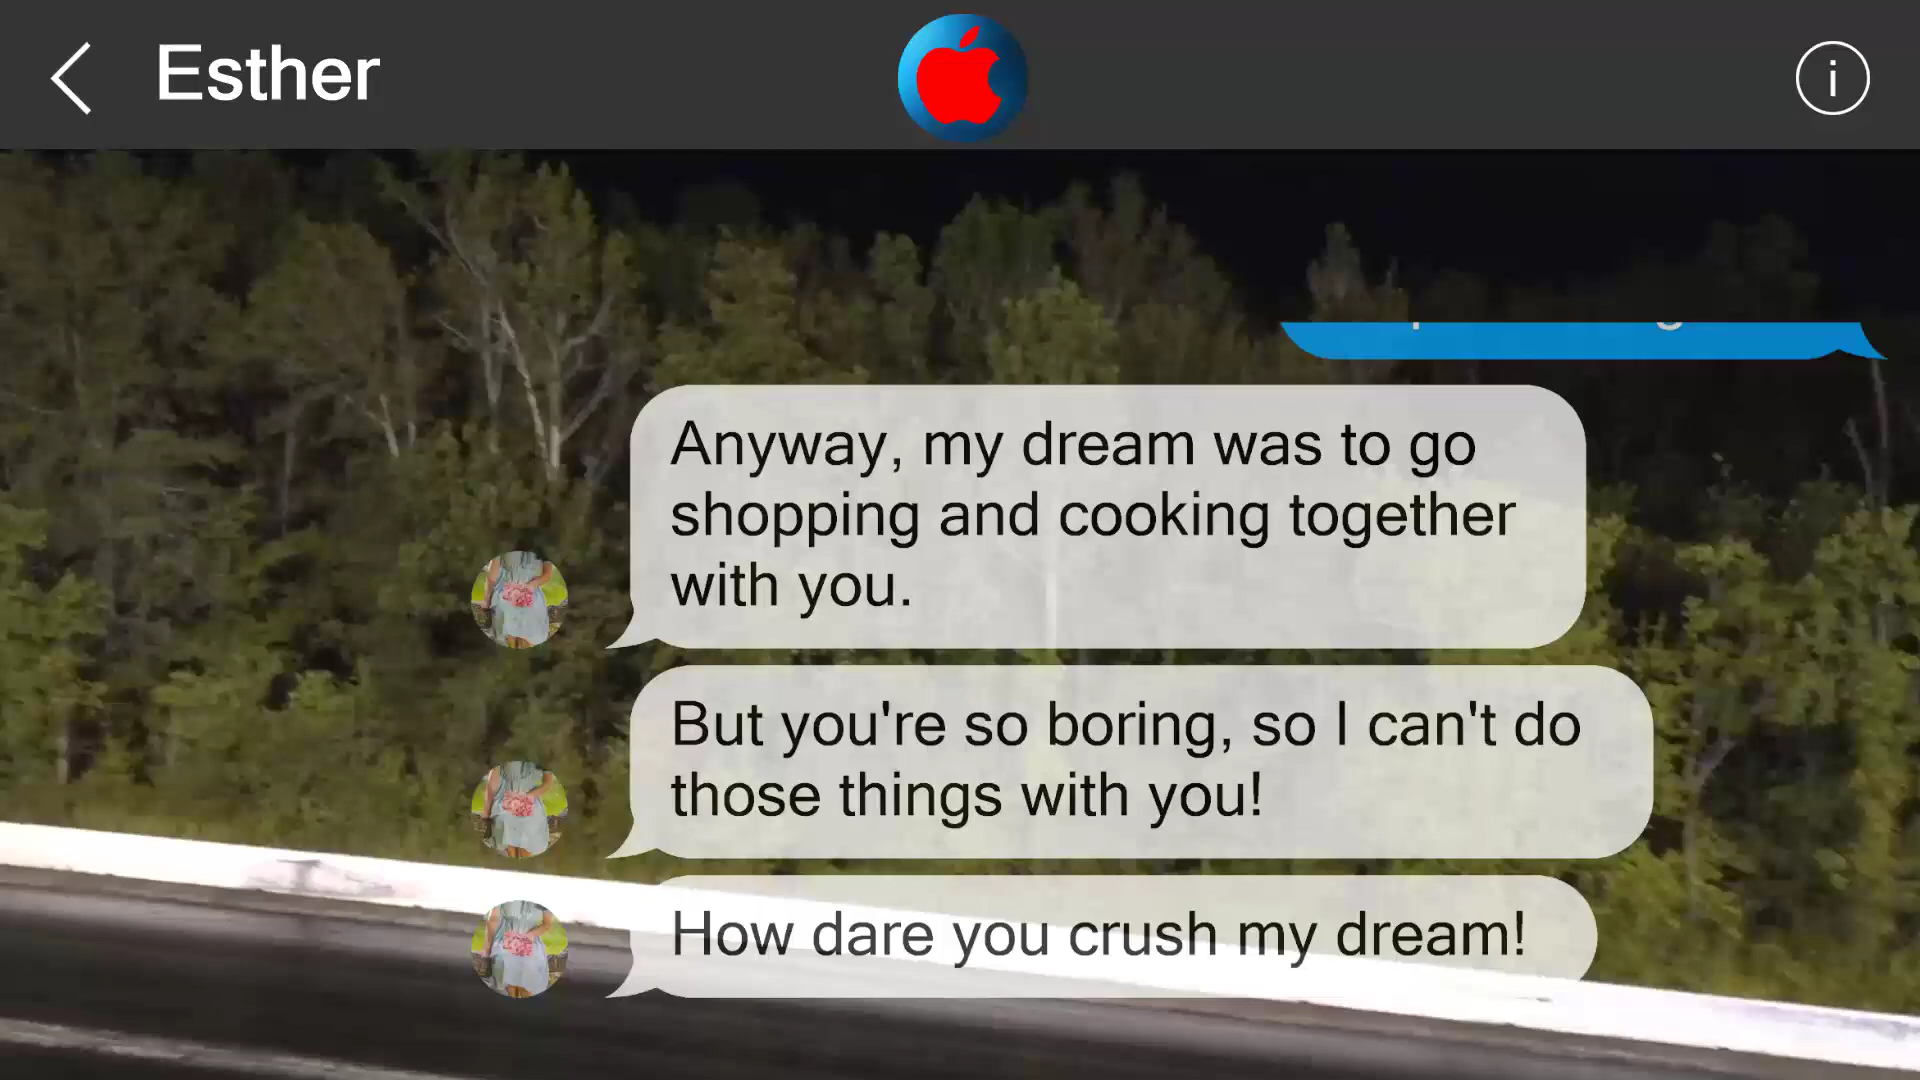 Esther
i
Anyway, my dream was to go
shopping and cooking together
with you.
But you're so boring, so I can't do
those things with you!
How dare you crush my dream!